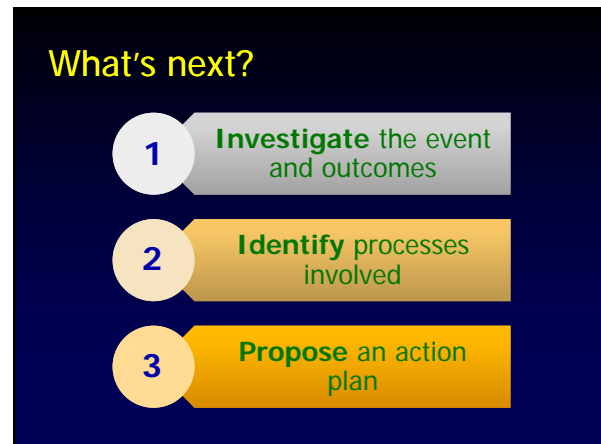 What's next?
1
Investigate the event
and outcomes
2
Identify processes
involved
3
Propose an action
plan